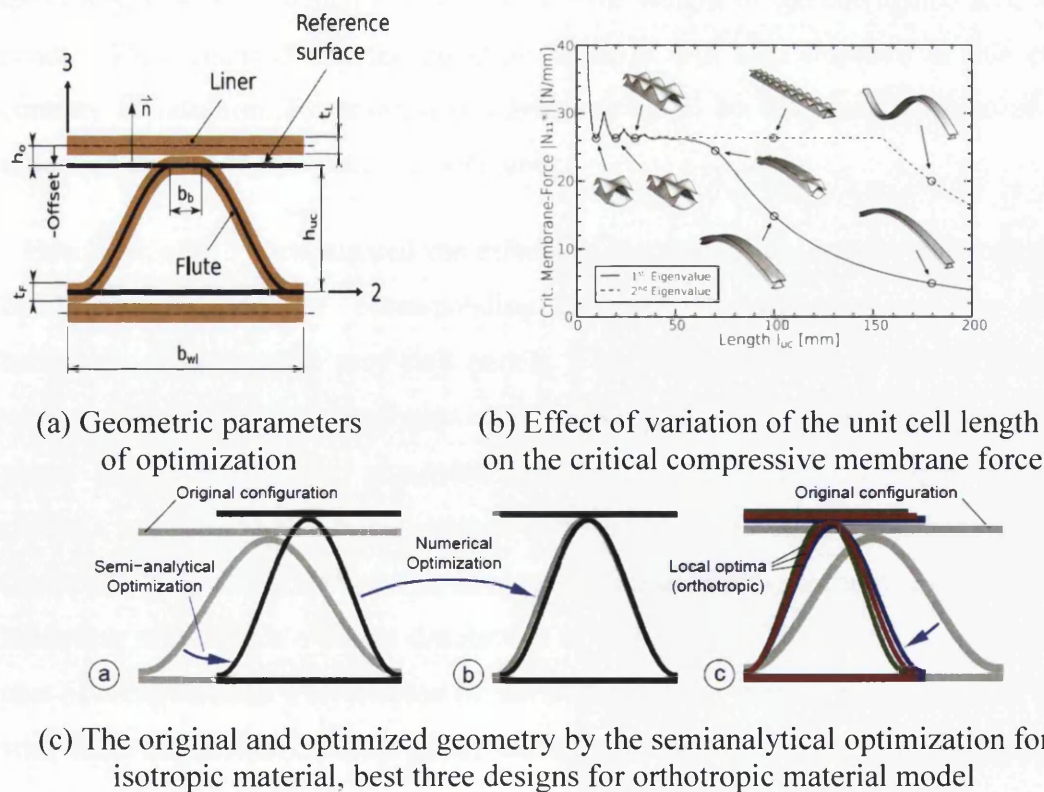 Reference
surface
3
n
Liner
t_L
h_o
-Offset
b_b
h_uc
Flute
t_F
2
b_wl
Crit. Membrane-Force |N₁₁*| [N/mm]
40
35
30
25
20
15
10
5
0
0 50 100 150 200
Length l_uc [mm]
1st Eigenvalue
2nd Eigenvalue
(a) Geometric parameters
of optimization
(b) Effect of variation of the unit cell length
on the critical compressive membrane force
Original configuration
Semi-analytical
Optimization
a
Numerical
Optimization
b
Original configuration
Local optima
(orthotropic)
c
(c) The original and optimized geometry by the semianalytical optimization for
isotropic material, best three designs for orthotropic material model